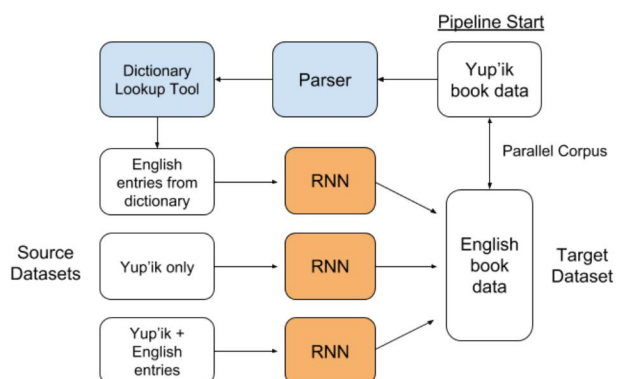 Pipeline Start
Dictionary
Lookup Tool
Parser
Yup'ik
book data
Parallel Corpus
English
entries from
dictionary
RNN
Source
Datasets
Yup'ik only
RNN
English
book
data
Target
Dataset
Yup'ik +
English
entries
RNN